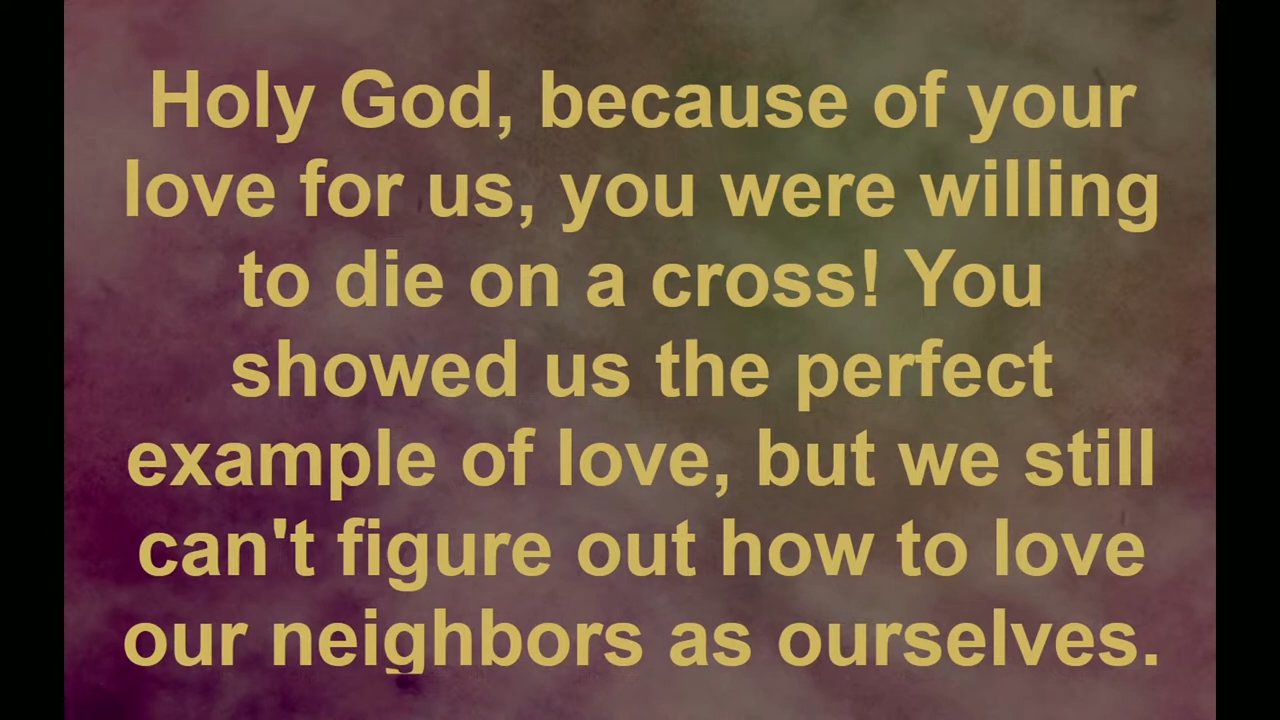 Holy God, because of your
love for us, you were willing
to die on a cross! You
showed us the perfect
example of love, but we still
can't figure out how to love
our neighbors as ourselves.